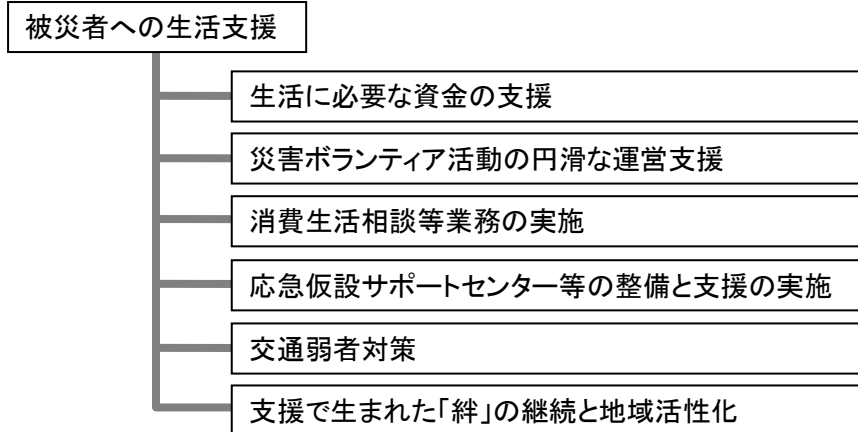 被災者への生活支援
生活に必要な資金の支援
災害ボランティア活動の円滑な運営支援
消費生活相談等業務の実施
応急仮設サポートセンター等の整備と支援の実施
交通弱者対策
支援で生まれた「絆」の継続と地域活性化